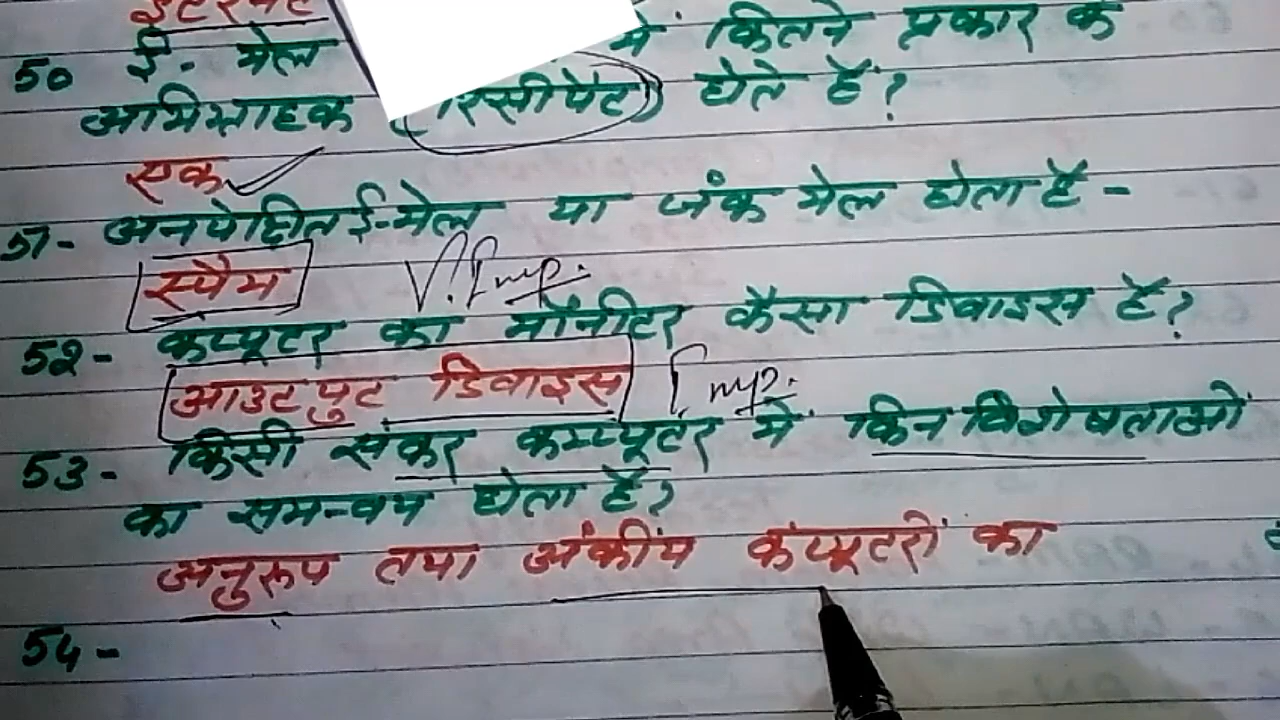 इंटरनेट
50 ई-मेल में कितने प्रकार के
अभिग्राहक (रिसीपेंट) होते हैं?
एक
51- अनपेक्षित ई-मेल या जंक मेल होता है -
स्पैम V.Imp.
52- कंप्यूटर का मॉनीटर कैसा डिवाइस है?
आउटपुट डिवाइस Imp.
53- किसी संकर कम्प्यूटर में किन विशेषताओं
का समन्वय होता है?
अनुरूप तथा अंकीय कंप्यूटरों का
54-